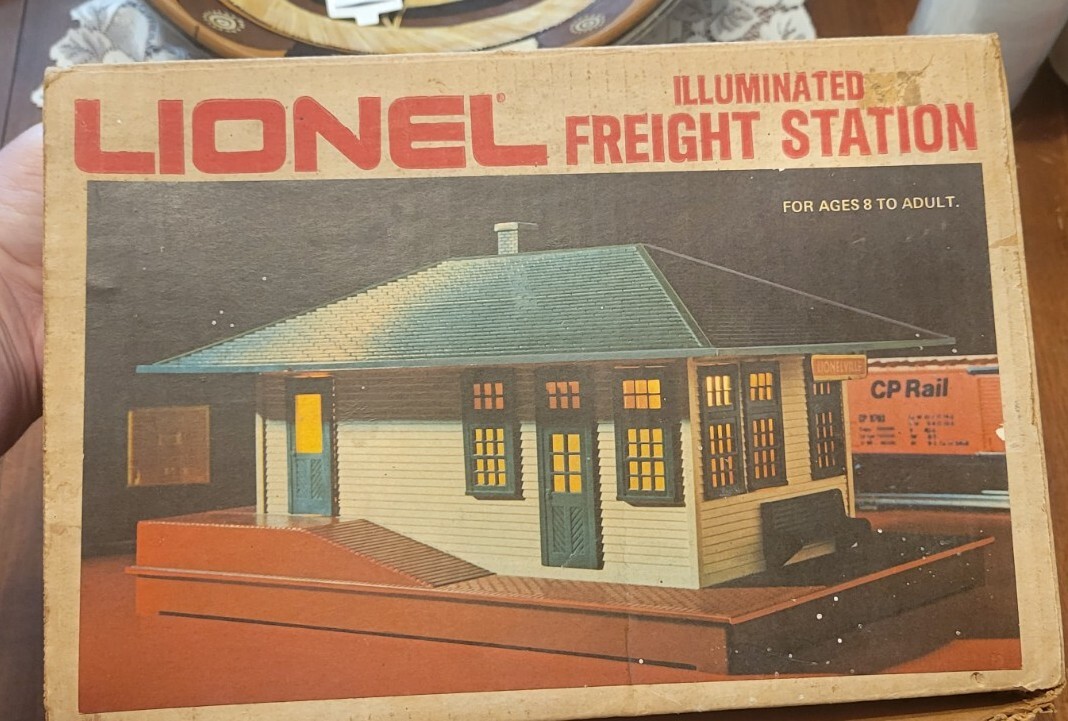 LIONEL®
ILLUMINATED
FREIGHT STATION
FOR AGES 8 TO ADULT.
LIONELVILLE
CP Rail